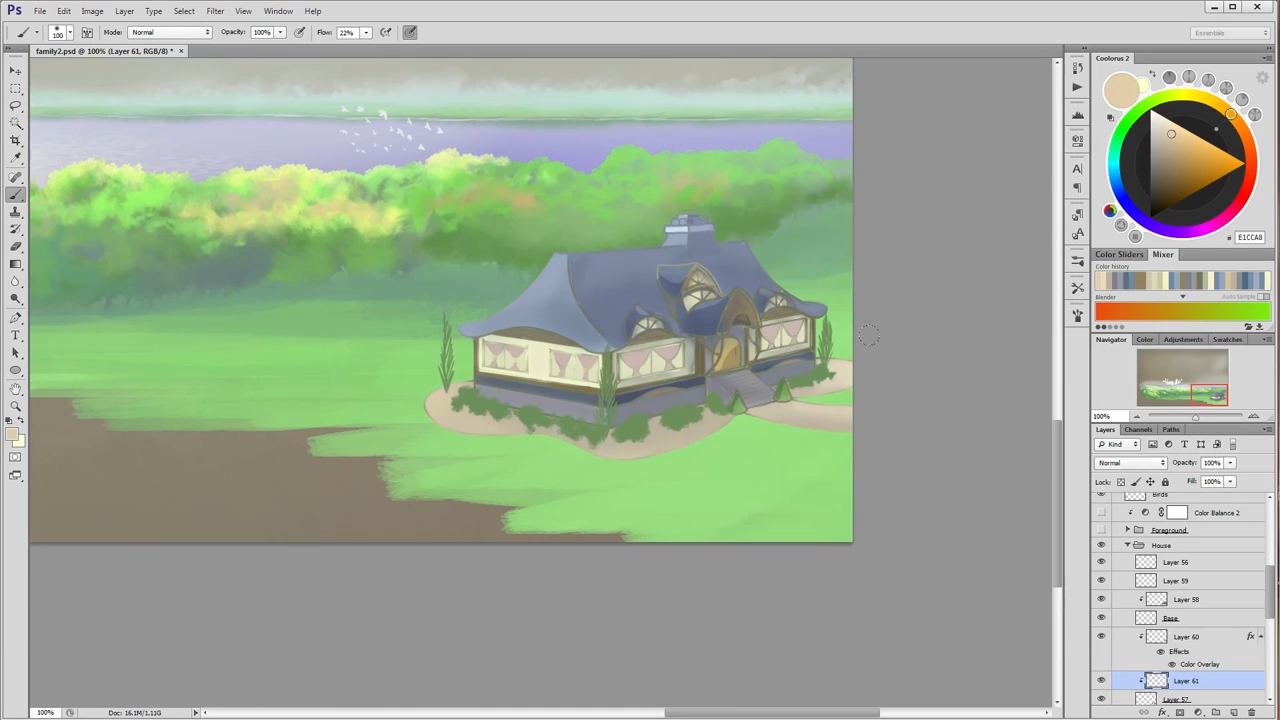 Ps File Edit Image Layer Type Select Filter View Window Help
100 Mode: Normal Opacity: 100% Flow: 22% Essentials
family2.psd @ 100% (Layer 61, RGB/8) * ×
Coolorus 2
# E1CCA8
Color Sliders Mixer
Color history
Blender Auto Sample
Navigator Color Adjustments Swatches
100%
Layers Channels Paths
Kind
Normal Opacity: 100%
Lock: Fill: 100%
Birds
Color Balance 2
Foreground
House
Layer 56
Layer 59
Layer 58
Base
Layer 60 fx
Effects
Color Overlay
Layer 61
Layer 57
100% Doc: 16.1M/1.11G